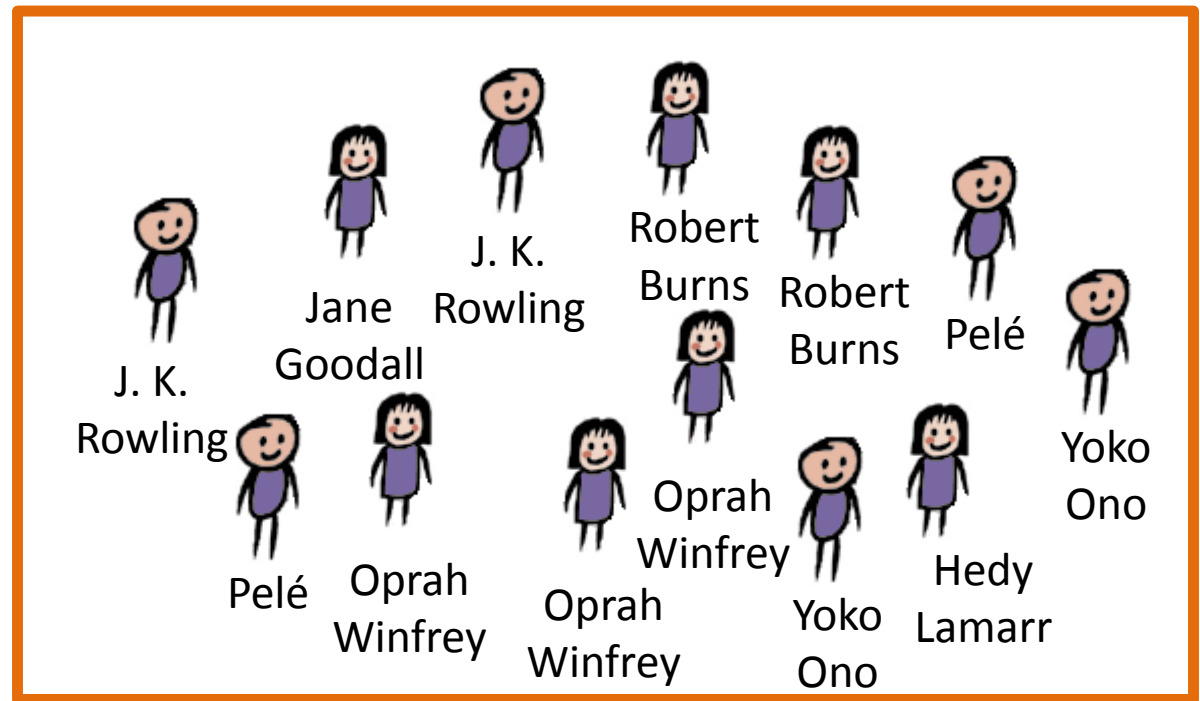 J. K.
Rowling
Jane
Goodall
J. K.
Rowling
Robert
Burns
Robert
Burns
Pelé
Yoko
Ono
Pelé
Oprah
Winfrey
Oprah
Winfrey
Oprah
Winfrey
Yoko
Ono
Hedy
Lamarr